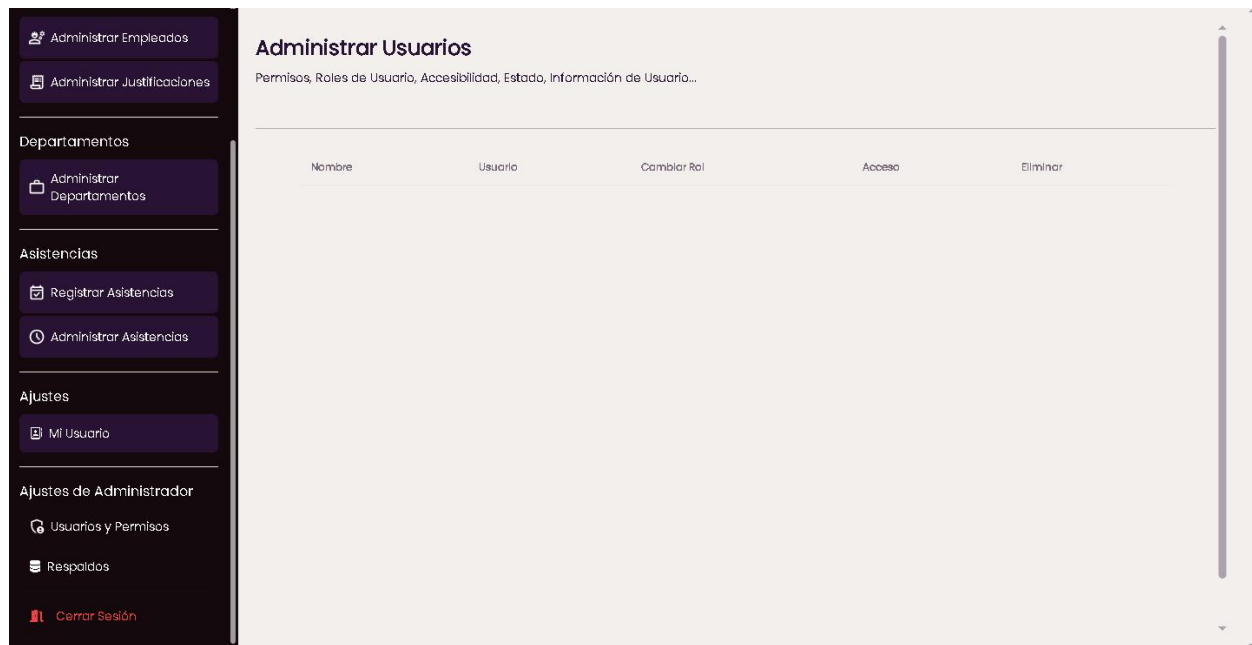 Administrar Empleados
Administrar Justificaciones
Departamentos
Administrar
Departamentos
Asistencias
Registrar Asistencias
Administrar Asistencias
Ajustes
Mi Usuario
Ajustes de Administrador
Usuarios y Permisos
Respaldos
Cerrar Sesión
Administrar Usuarios
Permisos, Roles de Usuario, Accesibilidad, Estado, Información de Usuario...
Nombre Usuario Cambiar Rol Acceso Eliminar